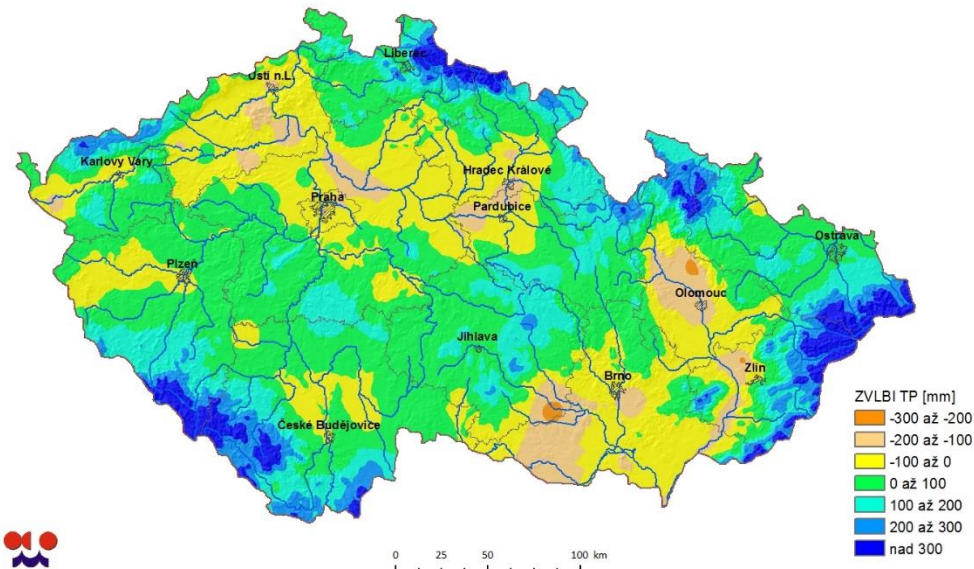 Liberec
Ústí n.L.
Karlovy Vary
Hradec Králové
Praha
Pardubice
Ostrava
Plzeň
Olomouc
Jihlava
Zlín
Brno
České Budějovice
ZVLBI TP [mm]
-300 až -200
-200 až -100
-100 až 0
0 až 100
100 až 200
200 až 300
nad 300
0 25 50 100 km